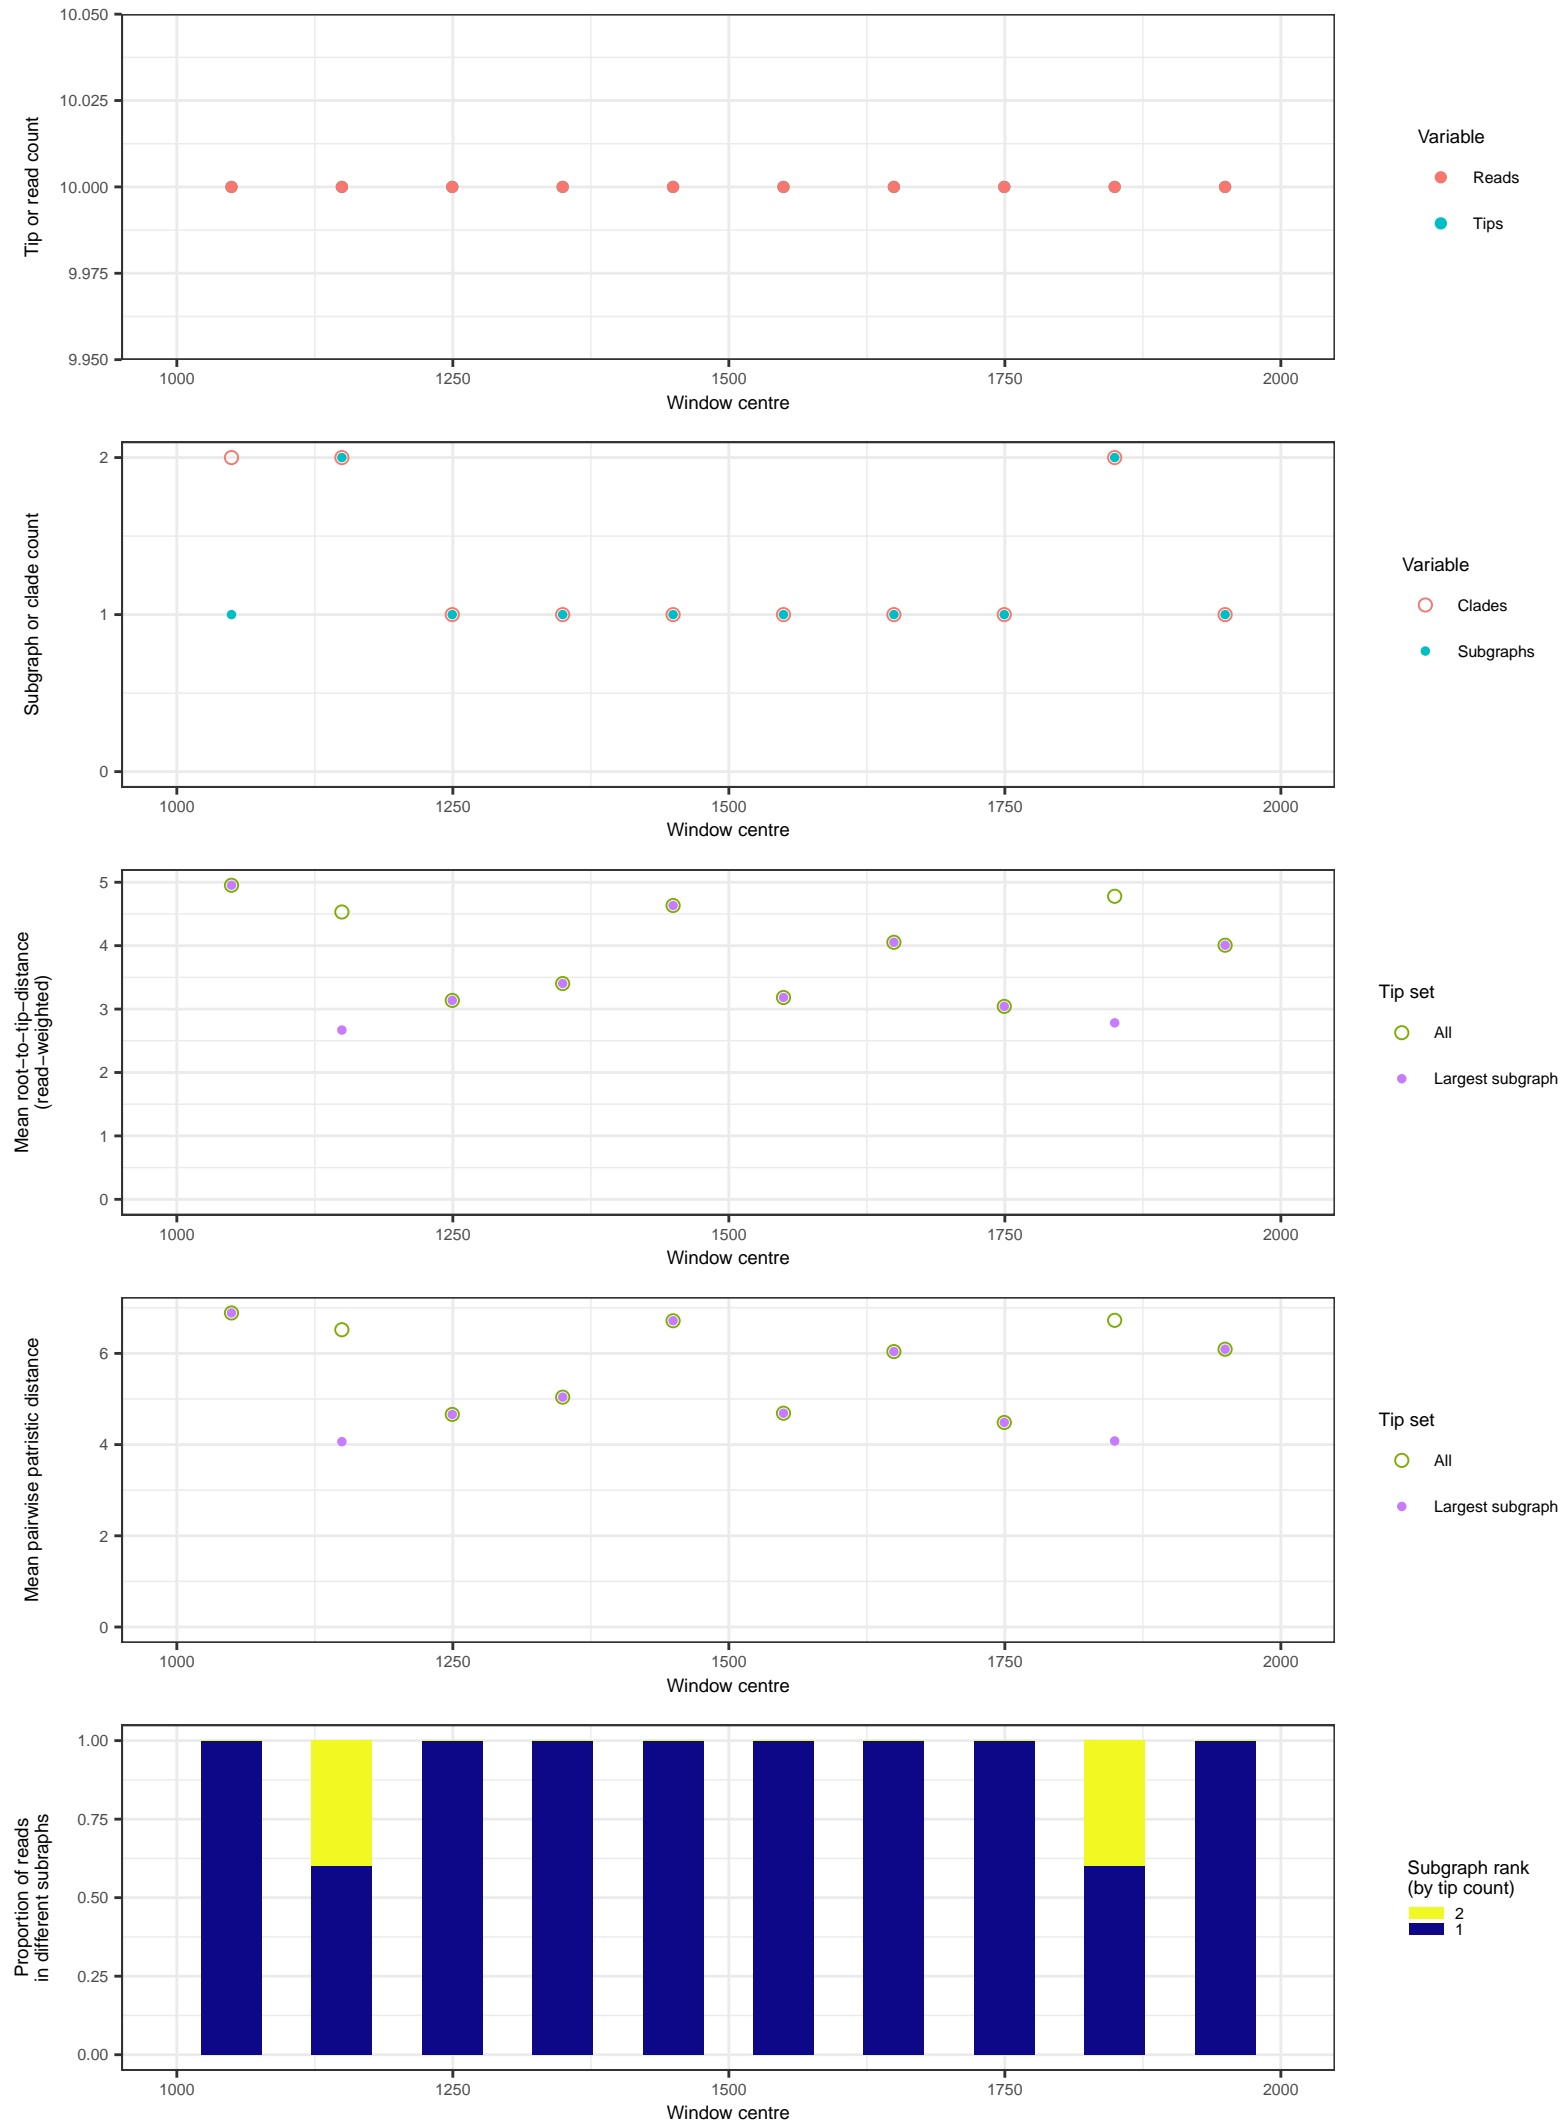 10.050
10.025
10.000
9.975
9.950
Tip or read count
1000 1250 1500 1750 2000
Window centre
Variable
Reads
Tips
2
1
0
Subgraph or clade count
1000 1250 1500 1750 2000
Window centre
Variable
Clades
Subgraphs
5
4
3
2
1
0
Mean root−to−tip−distance
(read−weighted)
1000 1250 1500 1750 2000
Window centre
Tip set
All
Largest subgraph
6
4
2
0
Mean pairwise patristic distance
1000 1250 1500 1750 2000
Window centre
Tip set
All
Largest subgraph
1.00
0.75
0.50
0.25
0.00
Proportion of reads
in different subraphs
1000 1250 1500 1750 2000
Window centre
Subgraph rank
(by tip count)
2
1